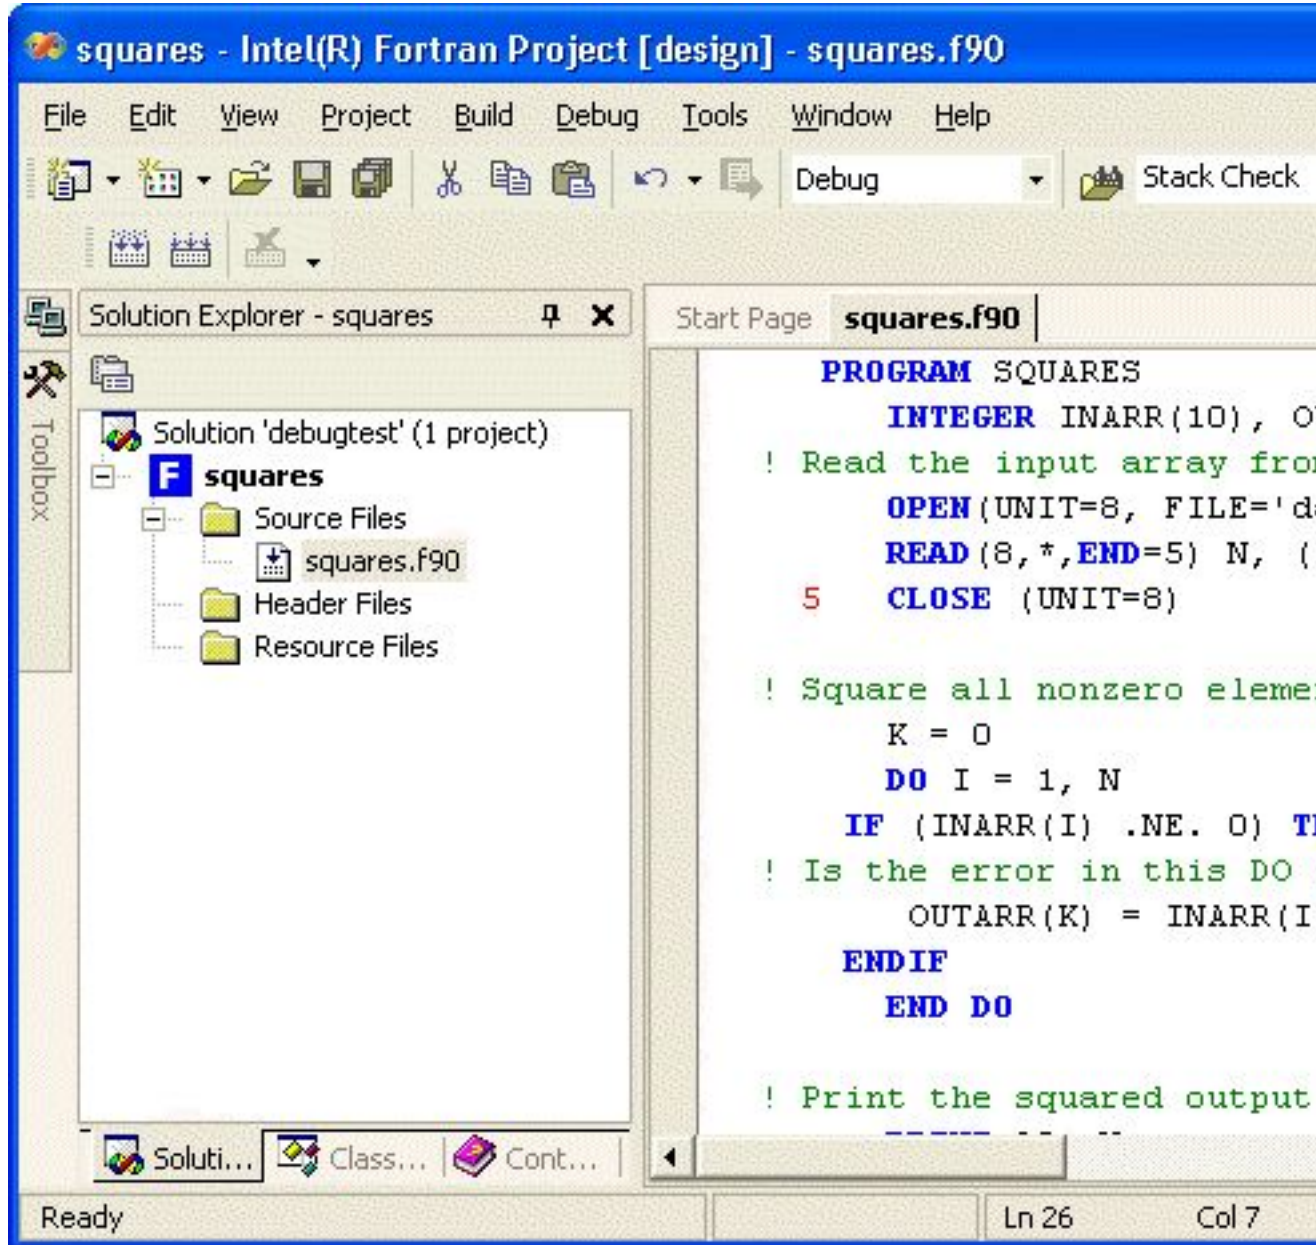 squares - Intel(R) Fortran Project [design] - squares.f90
File Edit View Project Build Debug Tools Window Help
Debug Stack Check
Solution Explorer - squares
Toolbox
Solution 'debugtest' (1 project)
F squares
Source Files
squares.f90
Header Files
Resource Files
Soluti... Class... Cont...
Start Page squares.f90
PROGRAM SQUARES
INTEGER INARR(10), O
! Read the input array from
OPEN(UNIT=8, FILE='da
READ(8,*,END=5) N, (
5 CLOSE (UNIT=8)
! Square all nonzero elemen
K = 0
DO I = 1, N
IF (INARR(I) .NE. 0) TH
! Is the error in this DO
OUTARR(K) = INARR(I
ENDIF
END DO
! Print the squared output
Ready Ln 26 Col 7